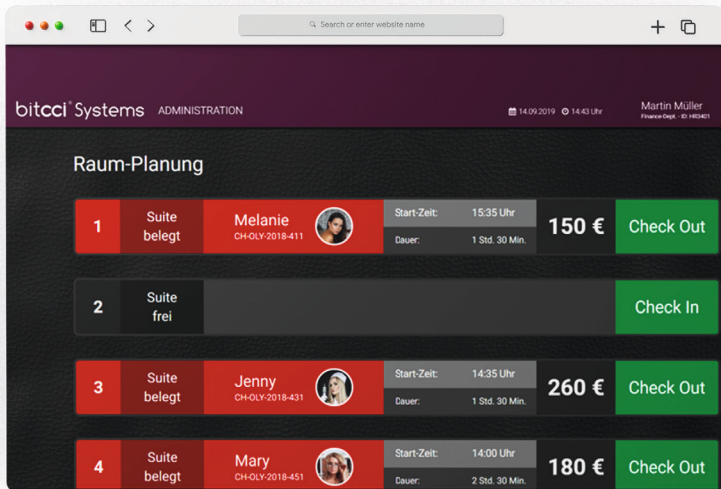 Search or enter website name
bitcci® Systems ADMINISTRATION 14.09.2019 14:43 Uhr Martin Müller
Finance-Dept. - ID: HR3401
Raum-Planung
1 Suite belegt Melanie CH-OLY-2018-411 Start-Zeit: 15:35 Uhr 150 € Check Out
Dauer: 1 Std. 30 Min.
2 Suite frei Check In
3 Suite belegt Jenny CH-OLY-2018-431 Start-Zeit: 14:35 Uhr 260 € Check Out
Dauer: 1 Std. 30 Min.
4 Suite belegt Mary CH-OLY-2018-451 Start-Zeit: 14:00 Uhr 180 € Check Out
Dauer: 2 Std. 30 Min.